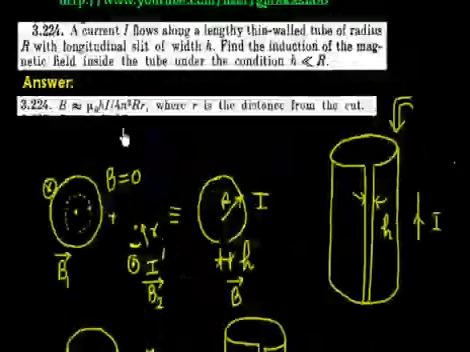 3.224. A current I flows along a lengthy thin-walled tube of radius
R with longitudinal slit of width h. Find the induction of the mag-
netic field inside the tube under the condition h ≪ R.
Answer:
3.224. B ≈ μ₀hI/4π²Rr, where r is the distance from the cut.
B=0
+
≡
R
I
r
h
I
I'
h
B⃗₁
B⃗₂
B⃗